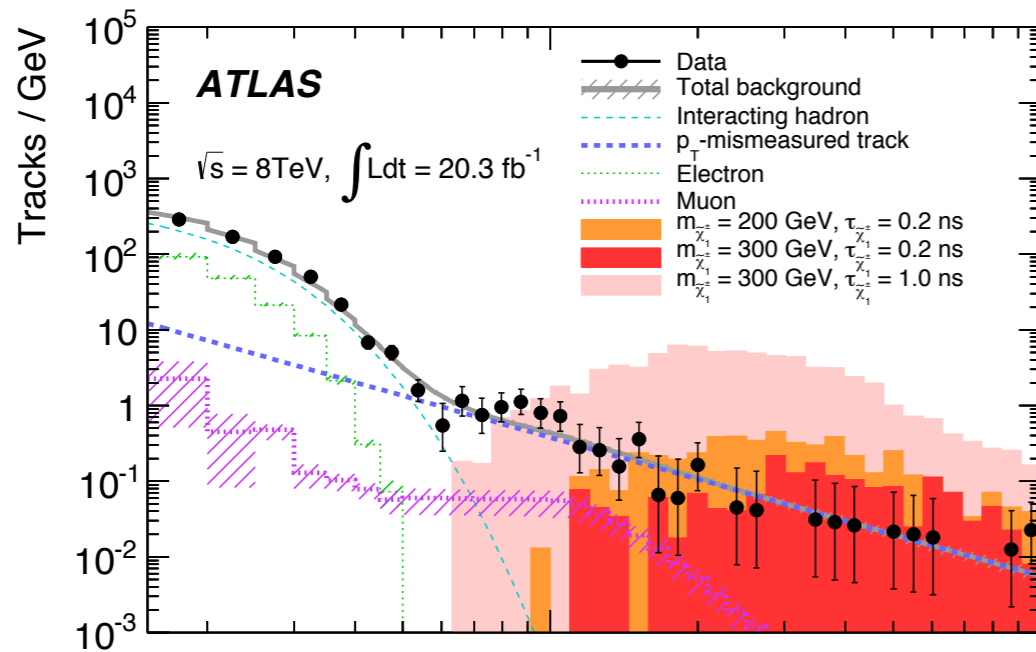 Tracks / GeV
10⁵
10⁴
10³
10²
10
1
10⁻¹
10⁻²
10⁻³
ATLAS
√s = 8TeV, ∫Ldt = 20.3 fb⁻¹
Data
Total background
Interacting hadron
p_T-mismeasured track
Electron
Muon
m_χ̃₁± = 200 GeV, τ_χ̃₁± = 0.2 ns
m_χ̃₁± = 300 GeV, τ_χ̃₁± = 0.2 ns
m_χ̃₁± = 300 GeV, τ_χ̃₁± = 1.0 ns